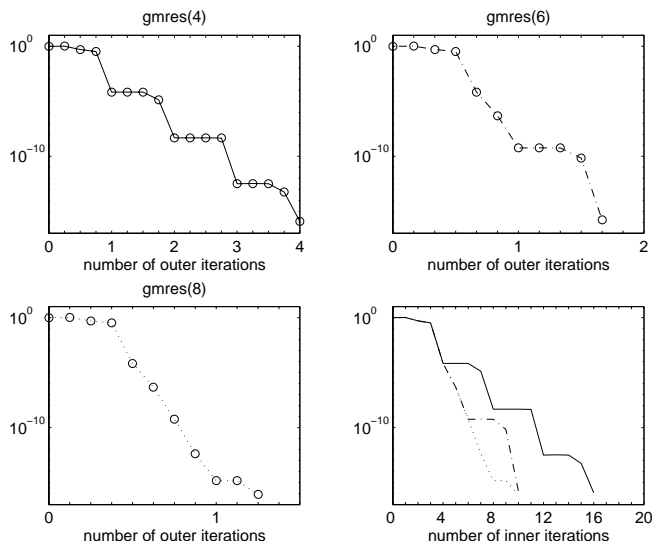 gmres(4)
10^0
10^-10
0 1 2 3 4
number of outer iterations
gmres(6)
10^0
10^-10
0 1 2
number of outer iterations
gmres(8)
10^0
10^-10
0 1
number of outer iterations
10^0
10^-10
0 4 8 12 16 20
number of inner iterations